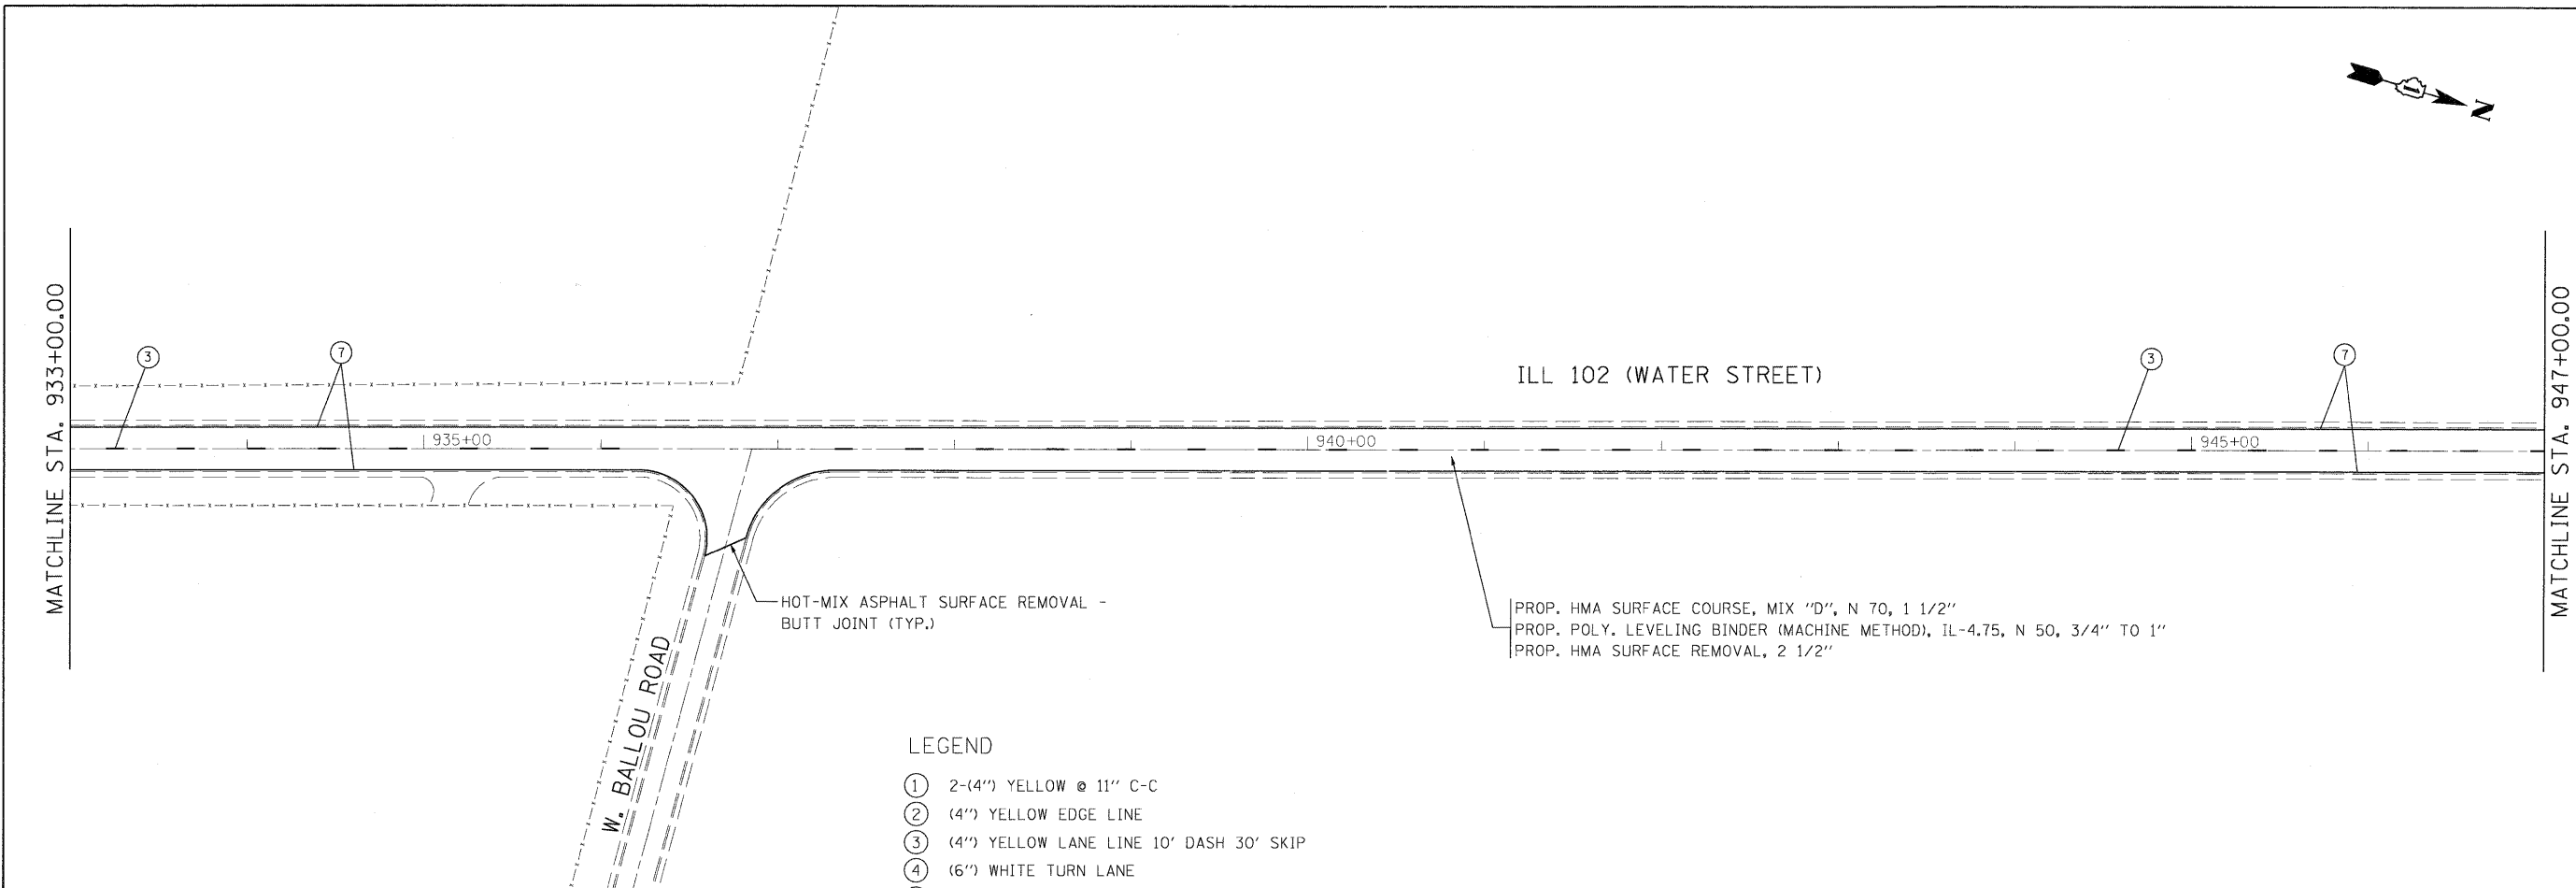 N
MATCHLINE STA. 933+00.00
3
7
935+00
ILL 102 (WATER STREET)
940+00
3
7
945+00
MATCHLINE STA. 947+00.00
HOT-MIX ASPHALT SURFACE REMOVAL -
BUTT JOINT (TYP.)
PROP. HMA SURFACE COURSE, MIX "D", N 70, 1 1/2"
PROP. POLY. LEVELING BINDER (MACHINE METHOD), IL-4.75, N 50, 3/4" TO 1"
PROP. HMA SURFACE REMOVAL, 2 1/2"
W. BALLOU ROAD
LEGEND
1 2-(4") YELLOW @ 11" C-C
2 (4") YELLOW EDGE LINE
3 (4") YELLOW LANE LINE 10' DASH 30' SKIP
4 (6") WHITE TURN LANE